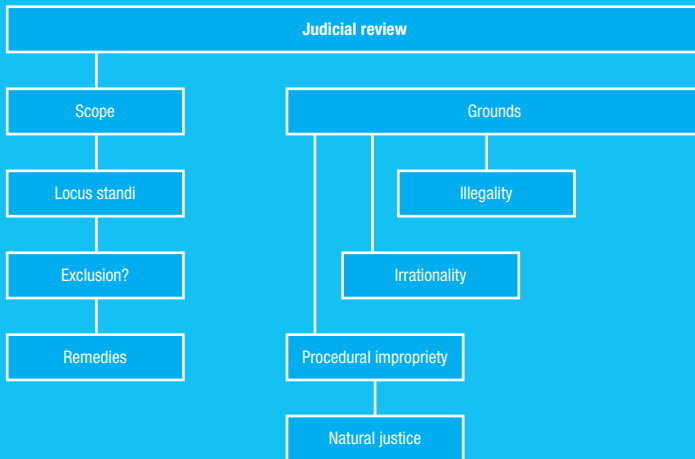 Judicial review
Scope
Grounds
Locus standi
Illegality
Exclusion?
Irrationality
Remedies
Procedural impropriety
Natural justice